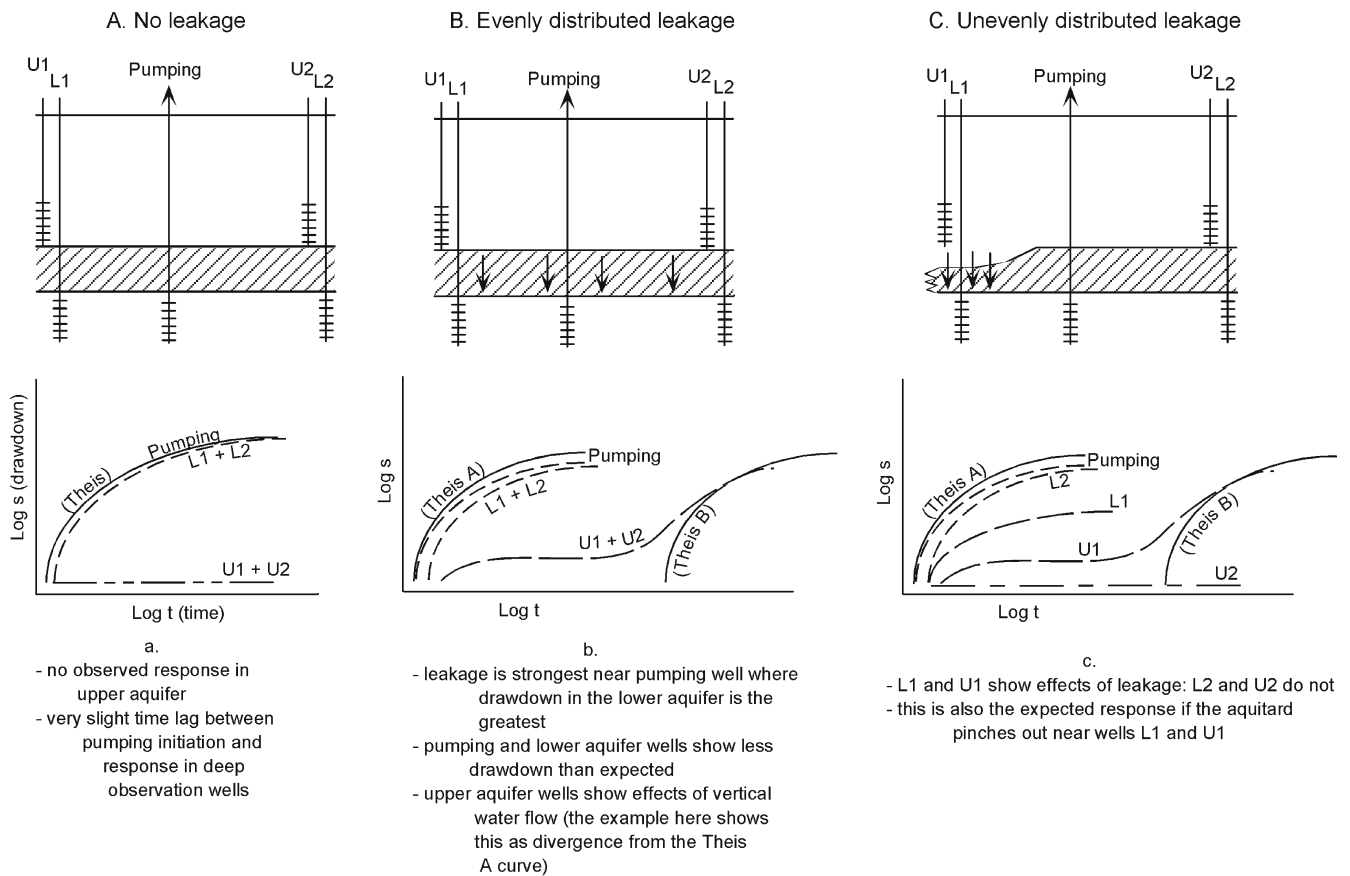 A. No leakage
U1
L1
Pumping
U2
L2
Log s (drawdown)
(Theis)
Pumping
L1 + L2
U1 + U2
Log t (time)
a.
- no observed response in
upper aquifer
- very slight time lag between
pumping initiation and
response in deep
observation wells
B. Evenly distributed leakage
U1
L1
Pumping
U2
L2
Log s
(Theis A)
Pumping
L1 + L2
U1 + U2
(Theis B)
Log t
b.
- leakage is strongest near pumping well where
drawdown in the lower aquifer is the
greatest
- pumping and lower aquifer wells show less
drawdown than expected
- upper aquifer wells show effects of vertical
water flow (the example here shows
this as divergence from the Theis
A curve)
C. Unevenly distributed leakage
U1
L1
Pumping
U2
L2
Log s
(Theis A)
Pumping
L2
L1
U1
(Theis B)
U2
Log t
c.
- L1 and U1 show effects of leakage: L2 and U2 do not
- this is also the expected response if the aquitard
pinches out near wells L1 and U1